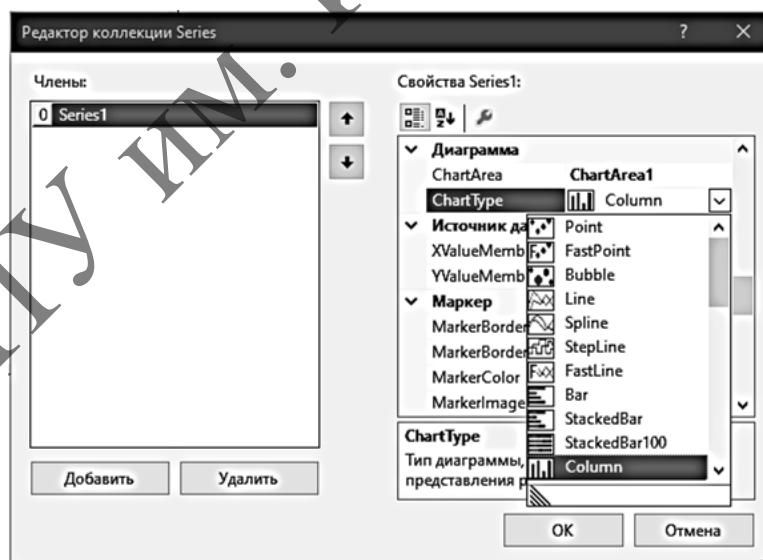 Редактор коллекции Series ? ✕
Члены:
0 Series1
Добавить Удалить
Свойства Series1:
Диаграмма
ChartArea ChartArea1
ChartType Column
Источник да
XValueMemb
YValueMemb
Маркер
MarkerBorder
MarkerBorder
MarkerColor
MarkerImage
Point
FastPoint
Bubble
Line
Spline
StepLine
FastLine
Bar
StackedBar
StackedBar100
Column
ChartType
Тип диаграммы,
представления р
OK Отмена
ПУ им.